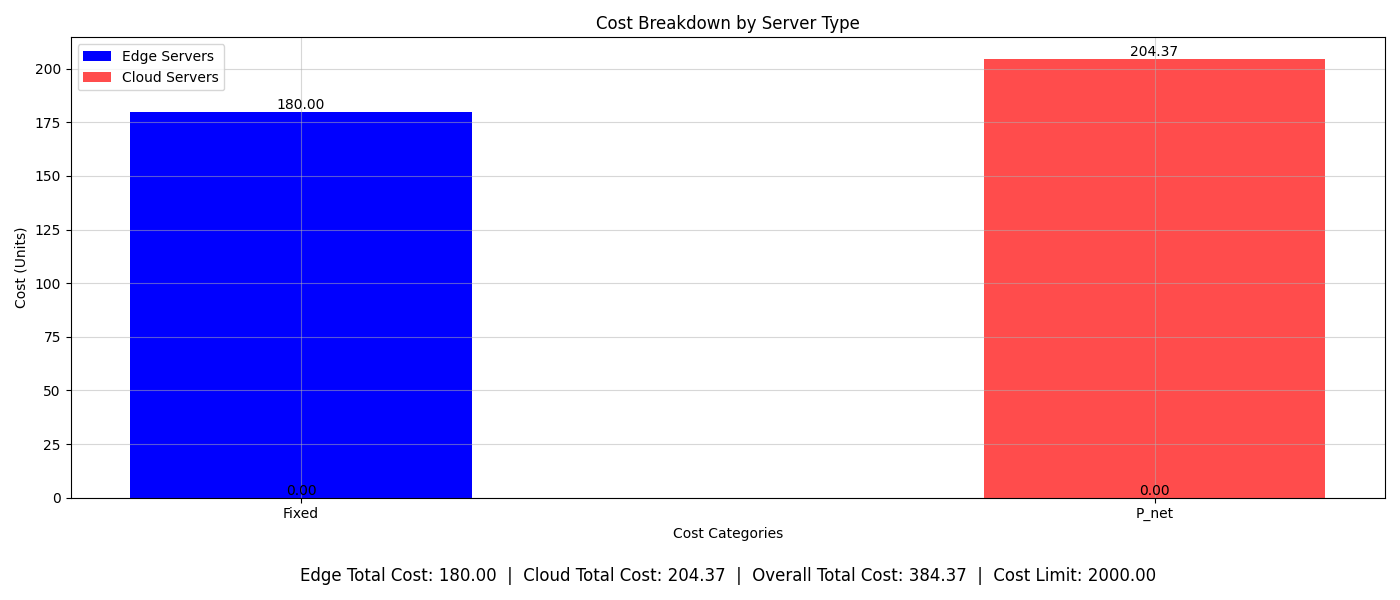 Cost Breakdown by Server Type
Edge Servers
Cloud Servers
204.37
180.00
200
175
150
125
100
75
50
25
0
Cost (Units)
0.00
0.00
Fixed
P_net
Cost Categories
Edge Total Cost: 180.00 | Cloud Total Cost: 204.37 | Overall Total Cost: 384.37 | Cost Limit: 2000.00